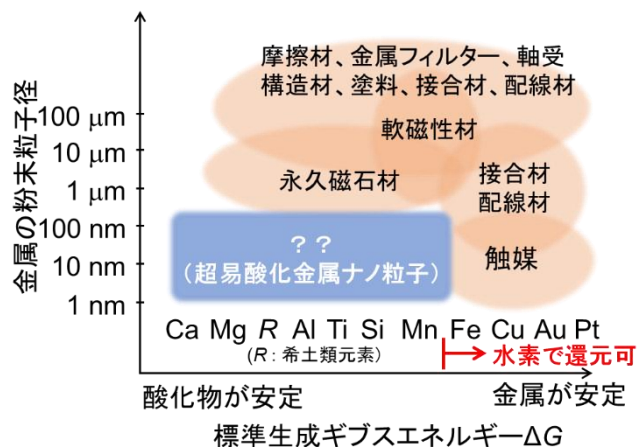 金属の粉末粒子径
100 μm
10 μm
1 μm
100 nm
10 nm
1 nm
摩擦材、金属フィルター、軸受
構造材、塗料、接合材、配線材
軟磁性材
永久磁石材
接合材
配線材
触媒
??
(超易酸化金属ナノ粒子)
Ca Mg R Al Ti Si Mn Fe Cu Au Pt
(R:希土類元素)
水素で還元可
酸化物が安定
金属が安定
標準生成ギブスエネルギーΔG